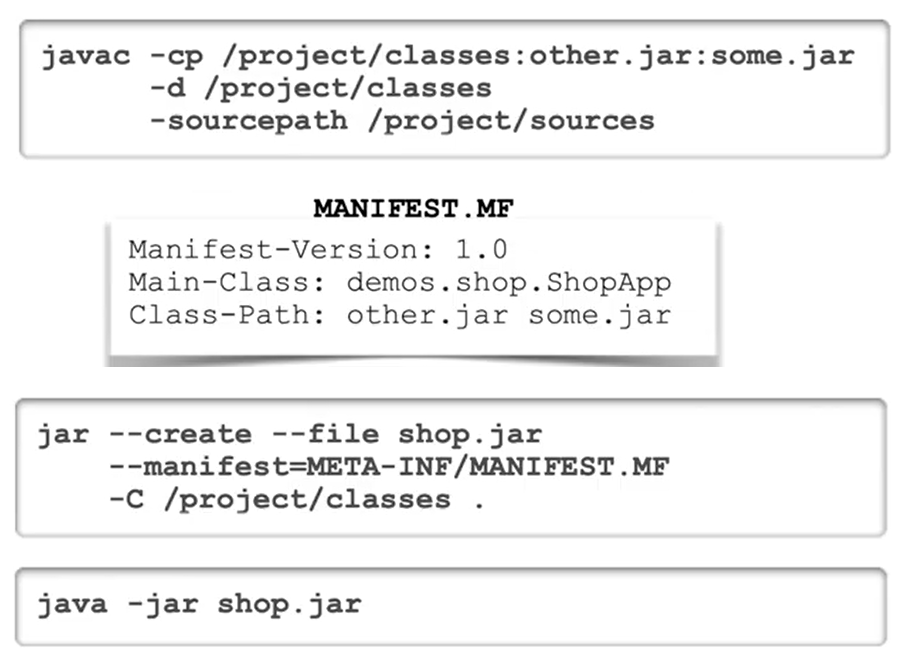 javac -cp /project/classes:other.jar:some.jar
-d /project/classes
-sourcepath /project/sources
MANIFEST.MF
Manifest-Version: 1.0
Main-Class: demos.shop.ShopApp
Class-Path: other.jar some.jar
jar --create --file shop.jar
--manifest=META-INF/MANIFEST.MF
-C /project/classes .
java -jar shop.jar